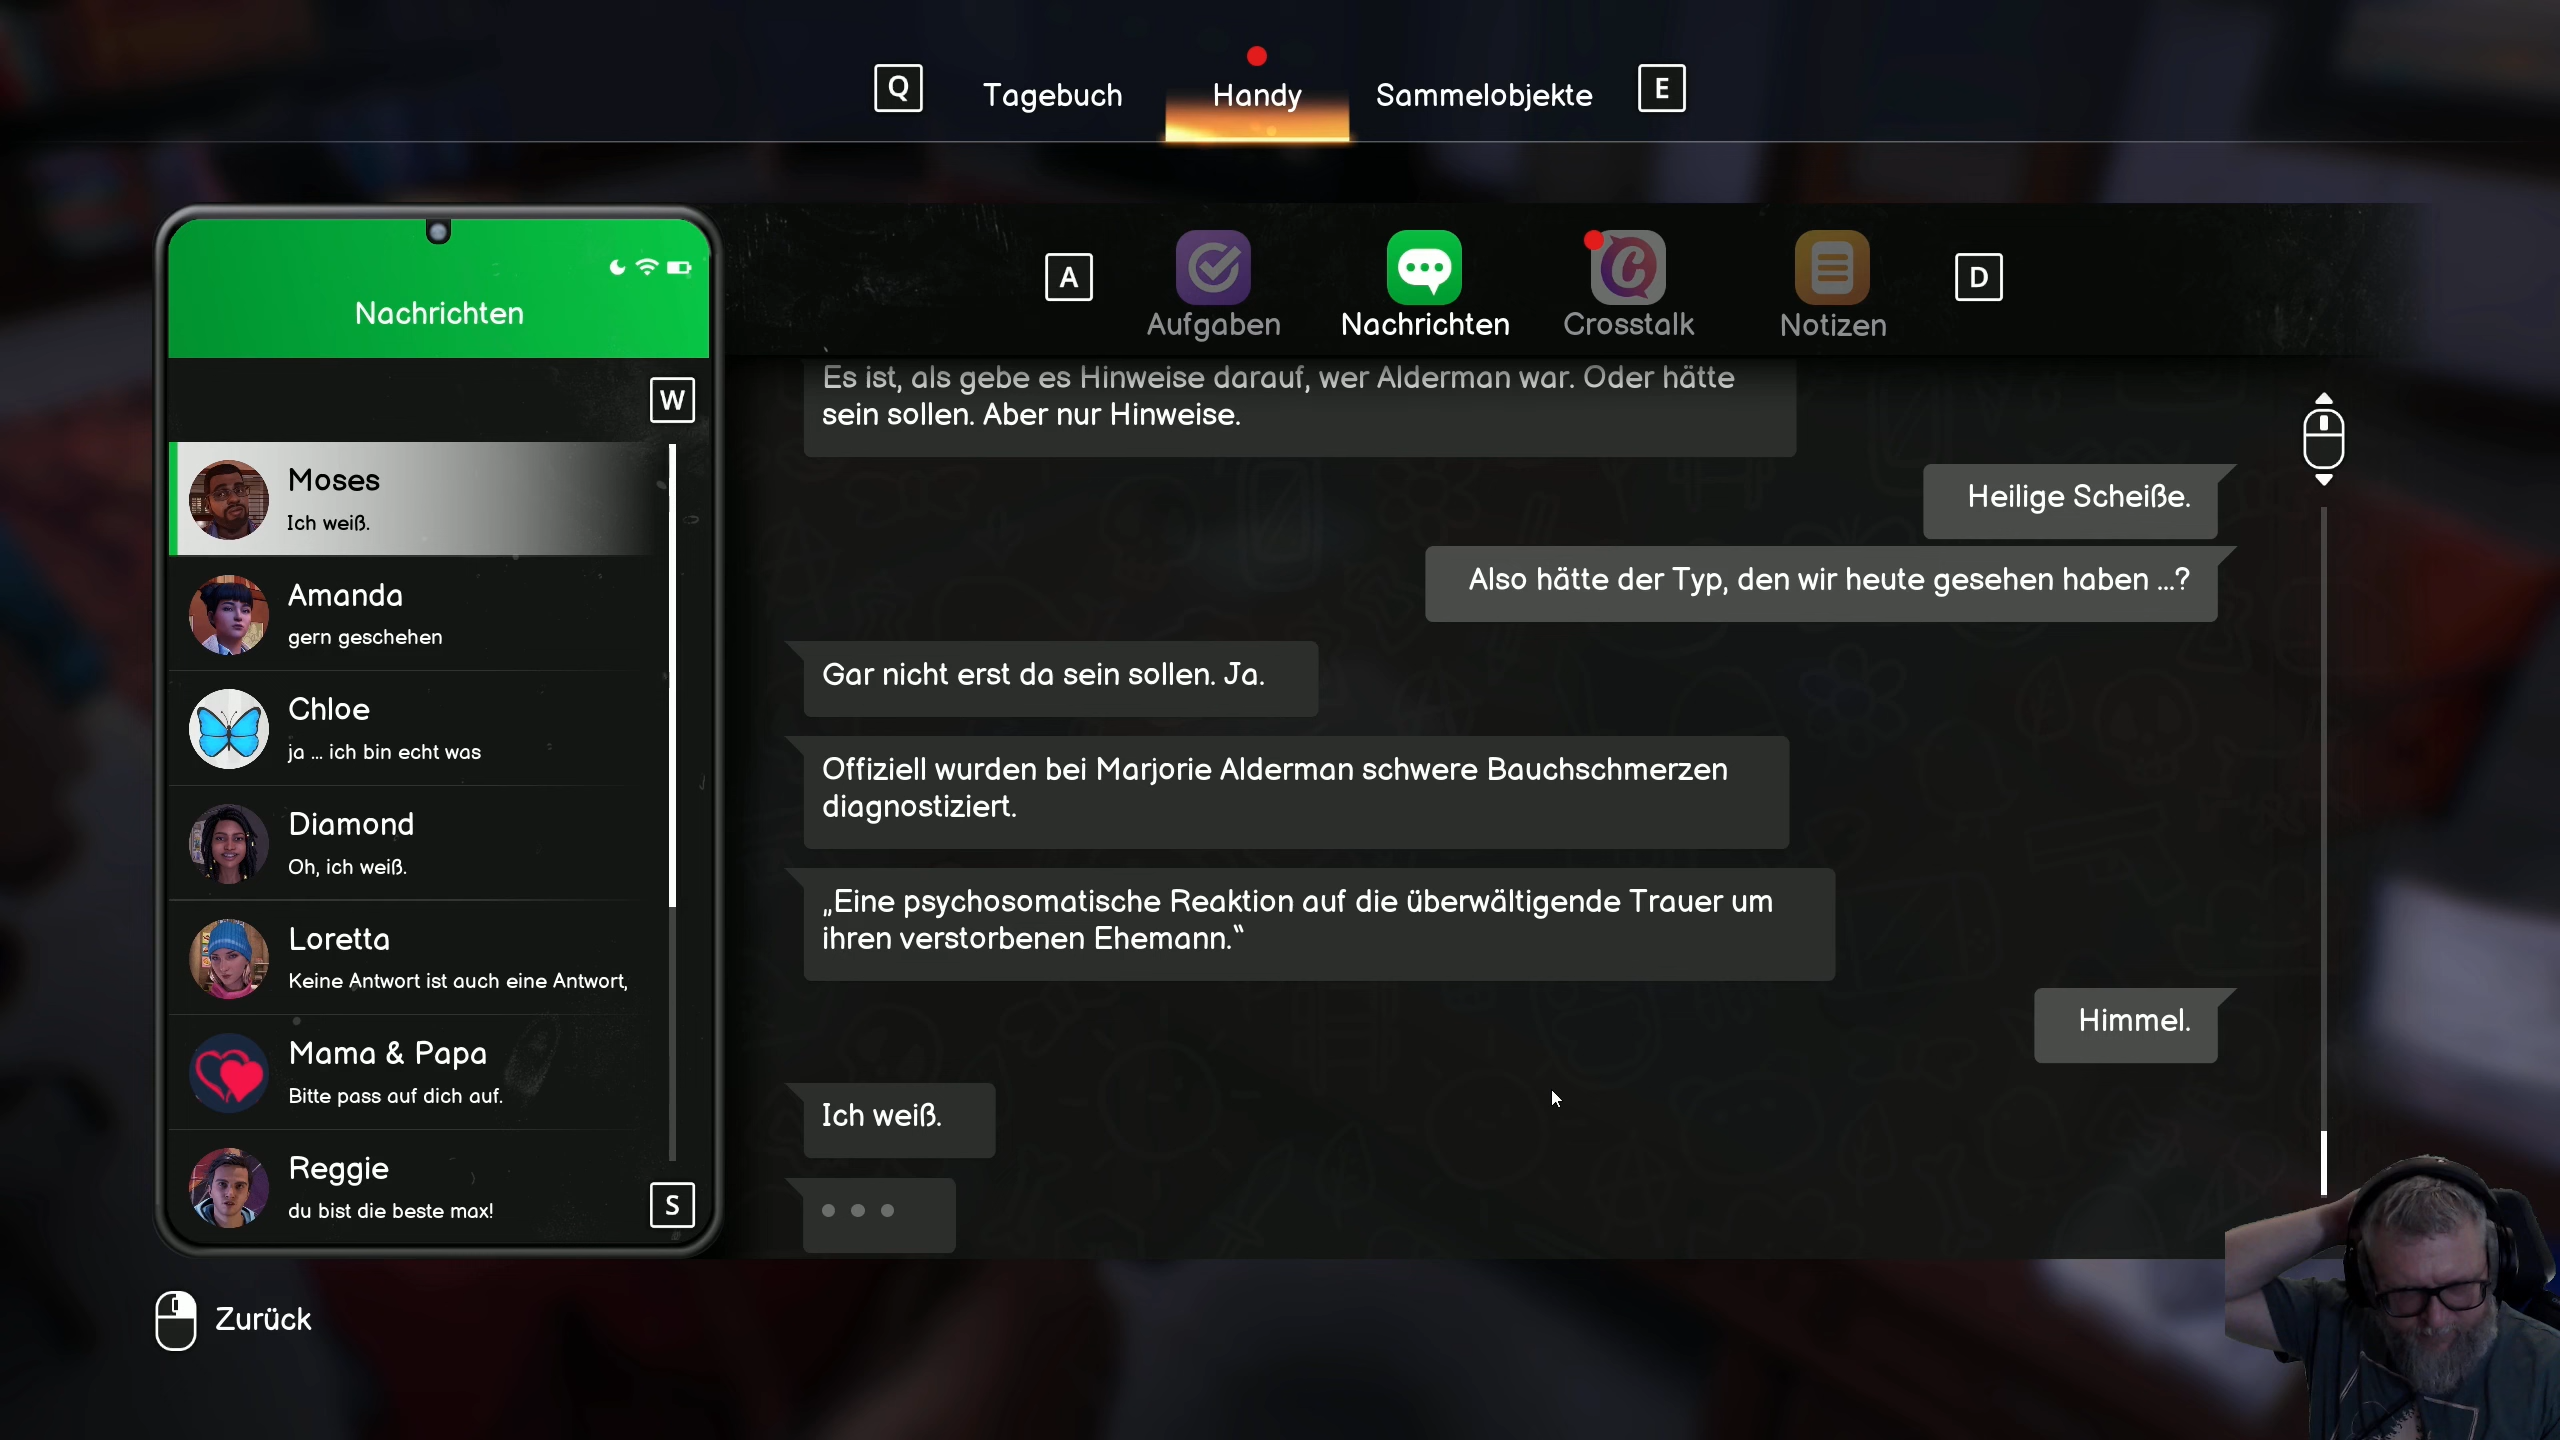 Q
Tagebuch
Handy
Sammelobjekte
E
Nachrichten
W
Moses
Ich weiß.
Amanda
gern geschehen
Chloe
ja ... ich bin echt was
Diamond
Oh, ich weiß.
Loretta
Keine Antwort ist auch eine Antwort,
Mama & Papa
Bitte pass auf dich auf.
Reggie
du bist die beste max!
S
A
Aufgaben
Nachrichten
Crosstalk
Notizen
D
Es ist, als gebe es Hinweise darauf, wer Alderman war. Oder hätte
sein sollen. Aber nur Hinweise.
Heilige Scheiße.
Also hätte der Typ, den wir heute gesehen haben ...?
Gar nicht erst da sein sollen. Ja.
Offiziell wurden bei Marjorie Alderman schwere Bauchschmerzen
diagnostiziert.
„Eine psychosomatische Reaktion auf die überwältigende Trauer um
ihren verstorbenen Ehemann.“
Himmel.
Ich weiß.
Zurück